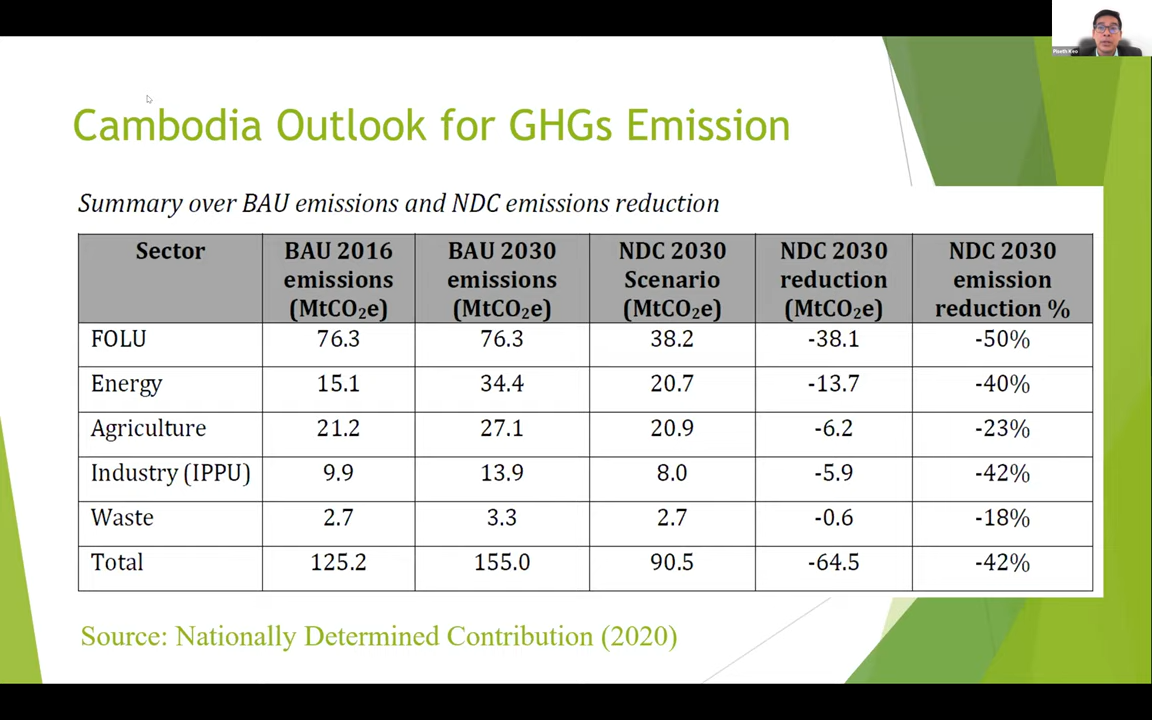 Piseth Keo
Cambodia Outlook for GHGs Emission
Summary over BAU emissions and NDC emissions reduction
Sector BAU 2016 emissions (MtCO₂e) BAU 2030 emissions (MtCO₂e) NDC 2030 Scenario (MtCO₂e) NDC 2030 reduction (MtCO₂e) NDC 2030 emission reduction %
FOLU 76.3 76.3 38.2 -38.1 -50%
Energy 15.1 34.4 20.7 -13.7 -40%
Agriculture 21.2 27.1 20.9 -6.2 -23%
Industry (IPPU) 9.9 13.9 8.0 -5.9 -42%
Waste 2.7 3.3 2.7 -0.6 -18%
Total 125.2 155.0 90.5 -64.5 -42%
Source: Nationally Determined Contribution (2020)